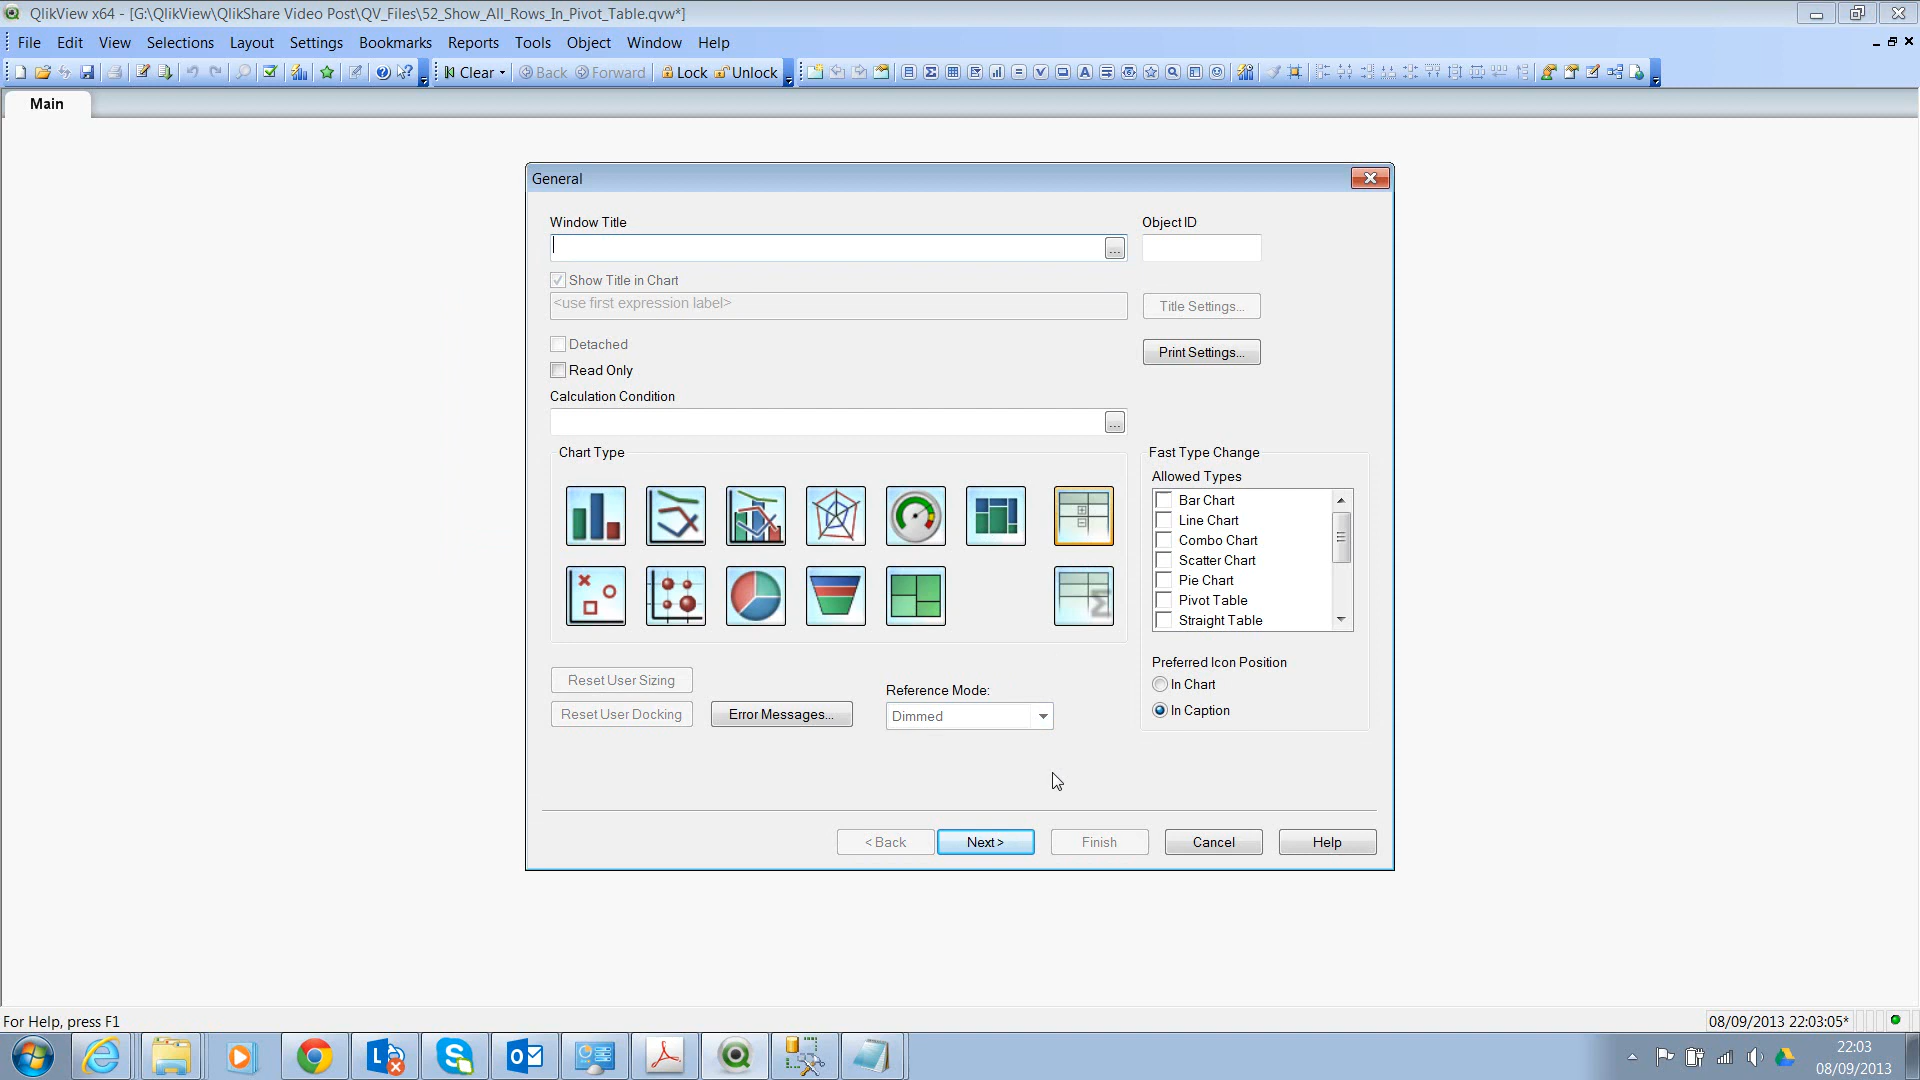 QlikView x64 - [G:\QlikView\QlikShare Video Post\QV_Files\52_Show_All_Rows_In_Pivot_Table.qvw*]
File Edit View Selections Layout Settings Bookmarks Reports Tools Object Window Help
Clear Back Forward Lock Unlock
Main
General
Window Title Object ID
...
Show Title in Chart
<use first expression label> Title Settings...
Detached
Print Settings...
Read Only
Calculation Condition
...
Chart Type Fast Type Change
Allowed Types
Bar Chart
Line Chart
Combo Chart
Scatter Chart
Pie Chart
Pivot Table
Straight Table
Preferred Icon Position
Reset User Sizing Reference Mode: In Chart
Reset User Docking Error Messages... Dimmed In Caption
< Back Next > Finish Cancel Help
For Help, press F1 08/09/2013 22:03:05*
22:03
08/09/2013